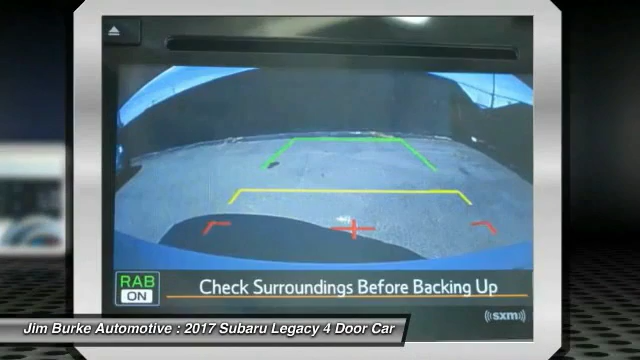 RAB
ON
Check Surroundings Before Backing Up
((sxm))
Jim Burke Automotive : 2017 Subaru Legacy 4 Door Car